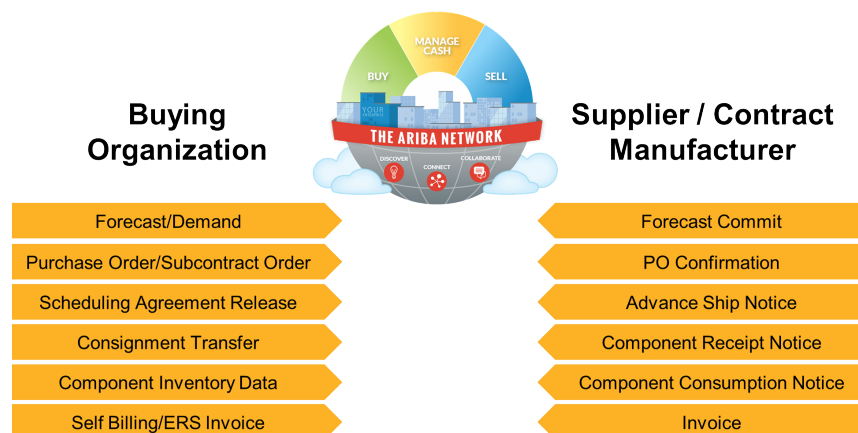 MANAGE
CASH
BUY
SELL
YOUR
ENTERPRISE
THE ARIBA NETWORK
DISCOVER
CONNECT
COLLABORATE
Buying
Organization
Supplier / Contract
Manufacturer
Forecast/Demand
Purchase Order/Subcontract Order
Scheduling Agreement Release
Consignment Transfer
Component Inventory Data
Self Billing/ERS Invoice
Forecast Commit
PO Confirmation
Advance Ship Notice
Component Receipt Notice
Component Consumption Notice
Invoice